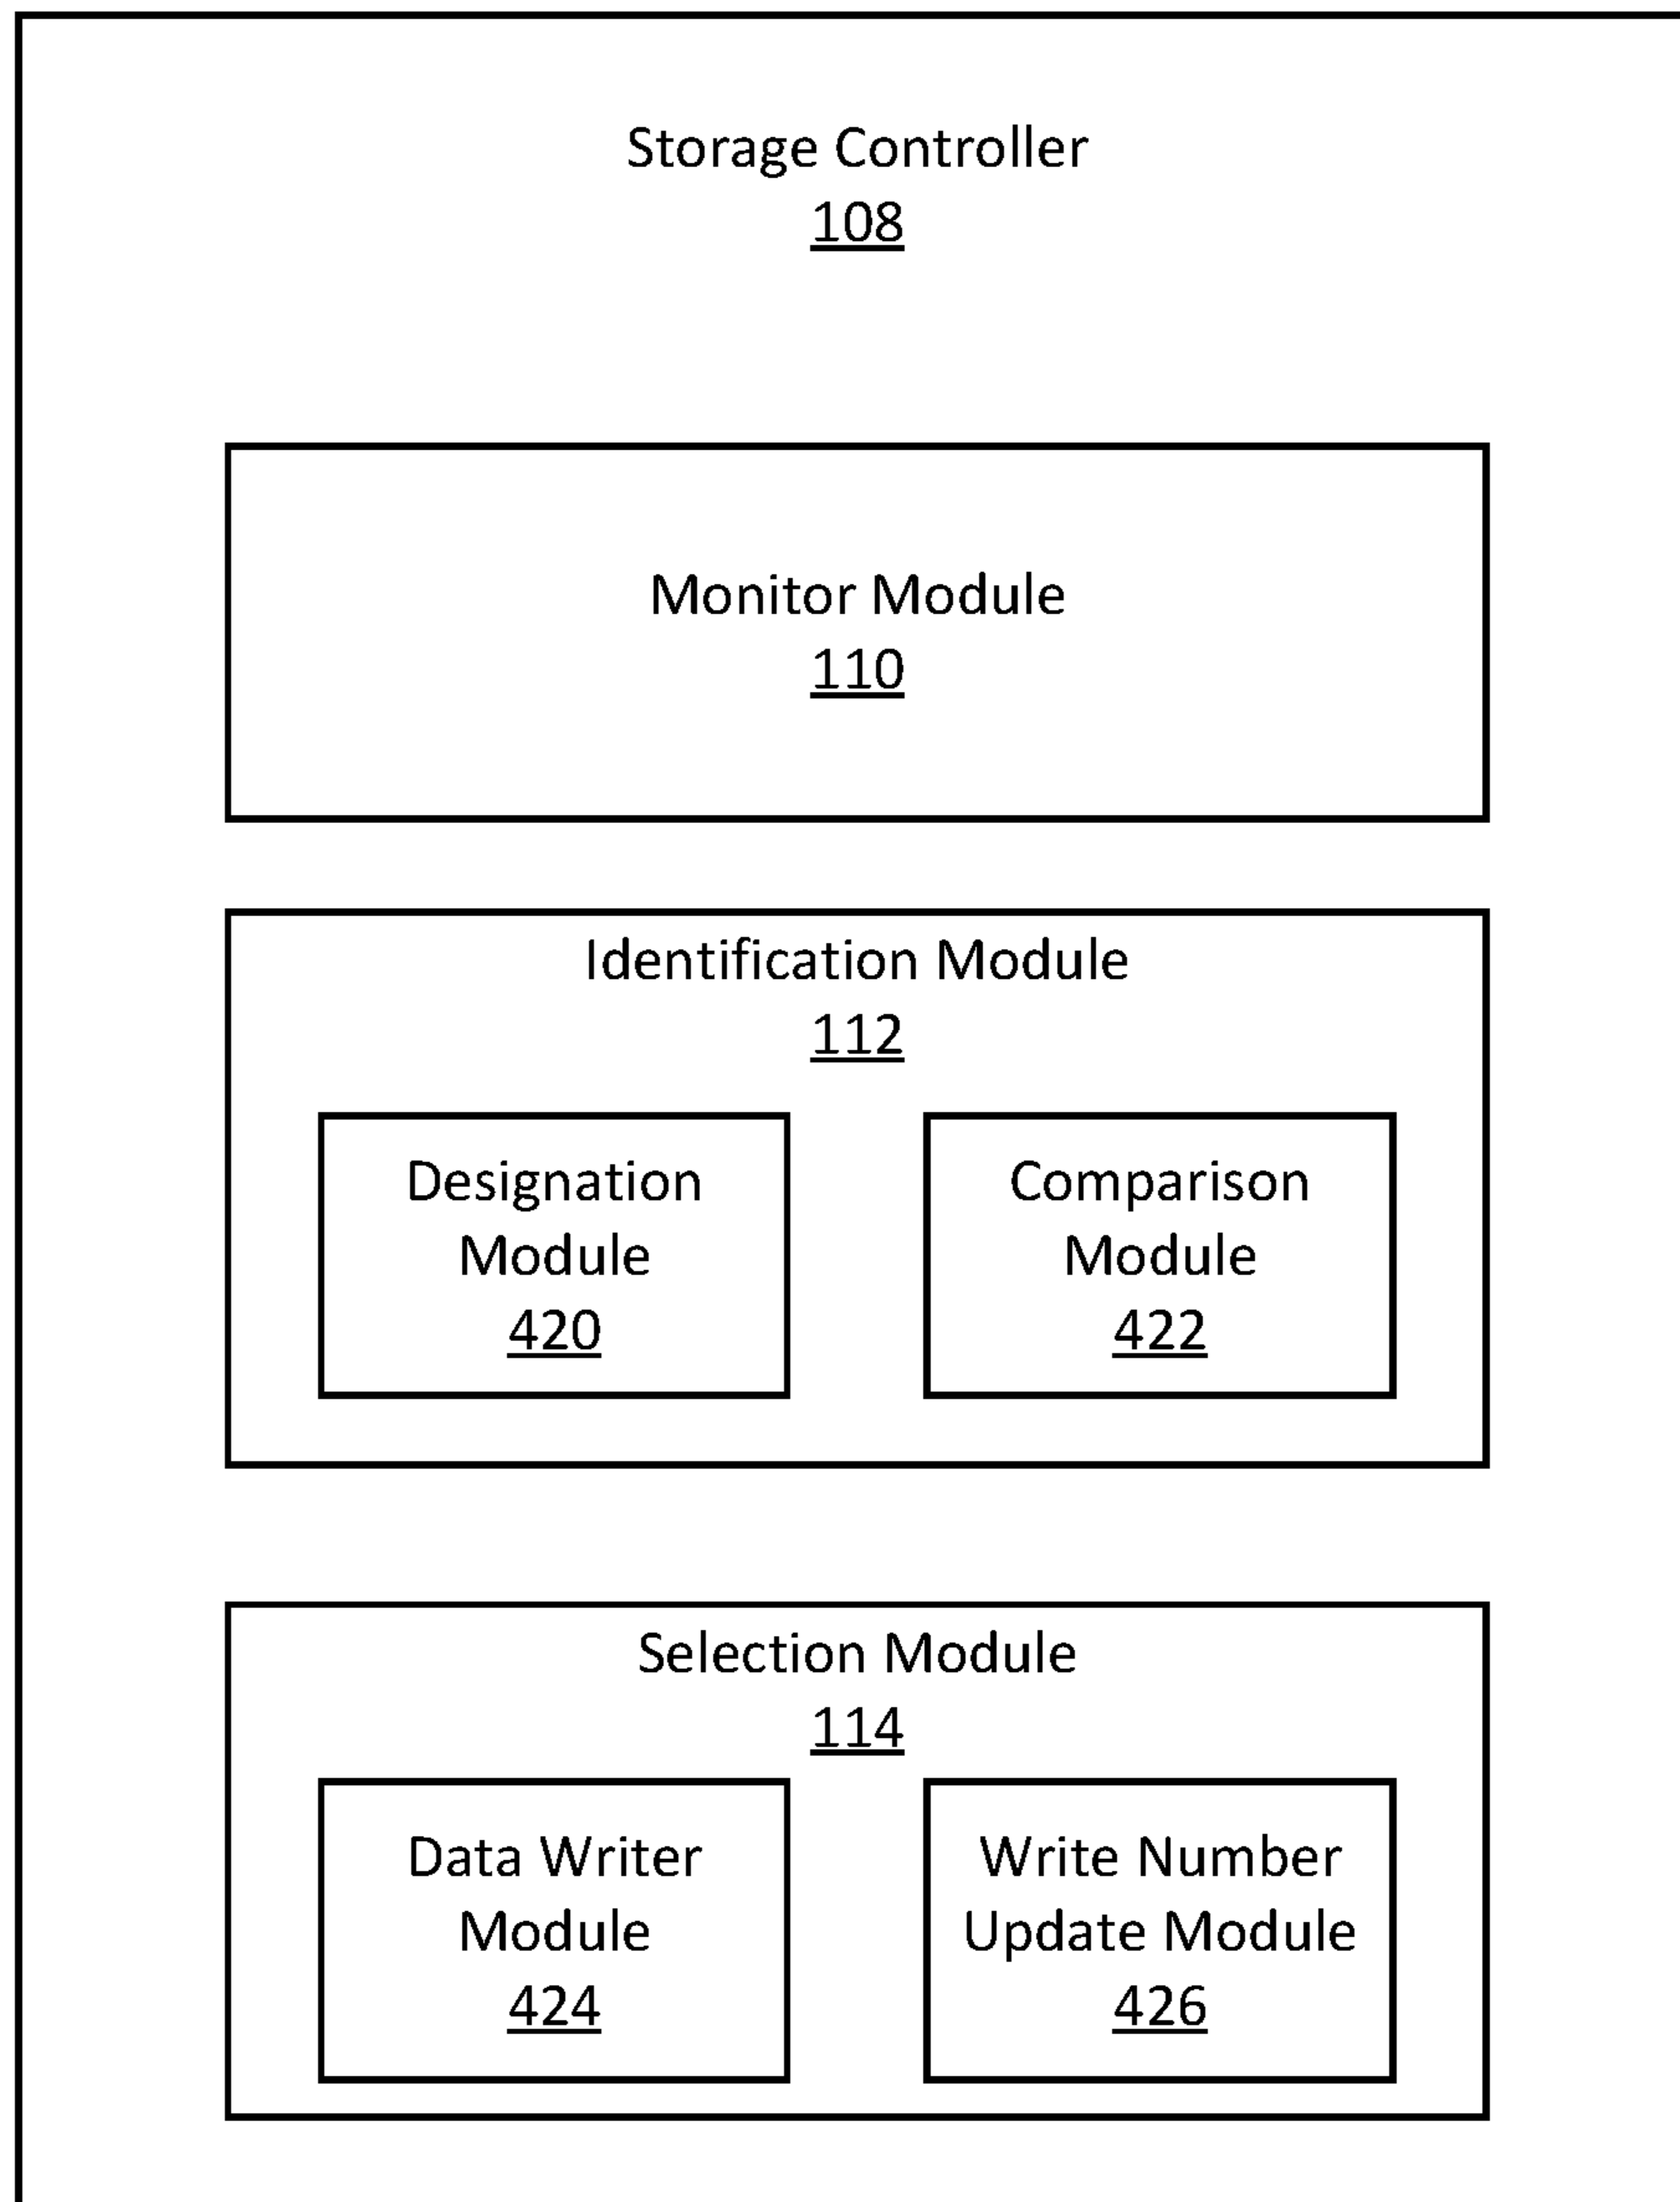 Storage Controller
108
Monitor Module
110
Identification Module
112
Designation
Module
420
Comparison
Module
422
Selection Module
114
Data Writer
Module
424
Write Number
Update Module
426